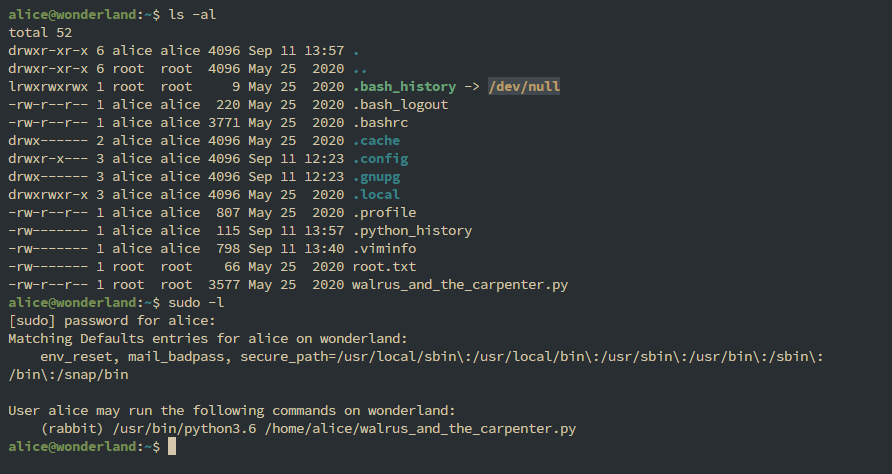 alice@wonderland:~$ ls -al
total 52
drwxr-xr-x 6 alice alice 4096 Sep 11 13:57 .
drwxr-xr-x 6 root  root  4096 May 25  2020 ..
lrwxrwxrwx 1 root  root     9 May 25  2020 .bash_history -> /dev/null
-rw-r--r-- 1 alice alice  220 May 25  2020 .bash_logout
-rw-r--r-- 1 alice alice 3771 May 25  2020 .bashrc
drwx------ 2 alice alice 4096 May 25  2020 .cache
drwxr-x--- 3 alice alice 4096 Sep 11 12:23 .config
drwx------ 3 alice alice 4096 Sep 11 12:23 .gnupg
drwxrwxr-x 3 alice alice 4096 May 25  2020 .local
-rw-r--r-- 1 alice alice  807 May 25  2020 .profile
-rw------- 1 alice alice  115 Sep 11 13:57 .python_history
-rw------- 1 alice alice  798 Sep 11 13:40 .viminfo
-rw------- 1 root  root    66 May 25  2020 root.txt
-rw-r--r-- 1 root  root  3577 May 25  2020 walrus_and_the_carpenter.py
alice@wonderland:~$ sudo -l
[sudo] password for alice:
Matching Defaults entries for alice on wonderland:
    env_reset, mail_badpass, secure_path=/usr/local/sbin\:/usr/local/bin\:/usr/sbin\:/usr/bin\:/sbin\:
/bin\:/snap/bin

User alice may run the following commands on wonderland:
    (rabbit) /usr/bin/python3.6 /home/alice/walrus_and_the_carpenter.py
alice@wonderland:~$